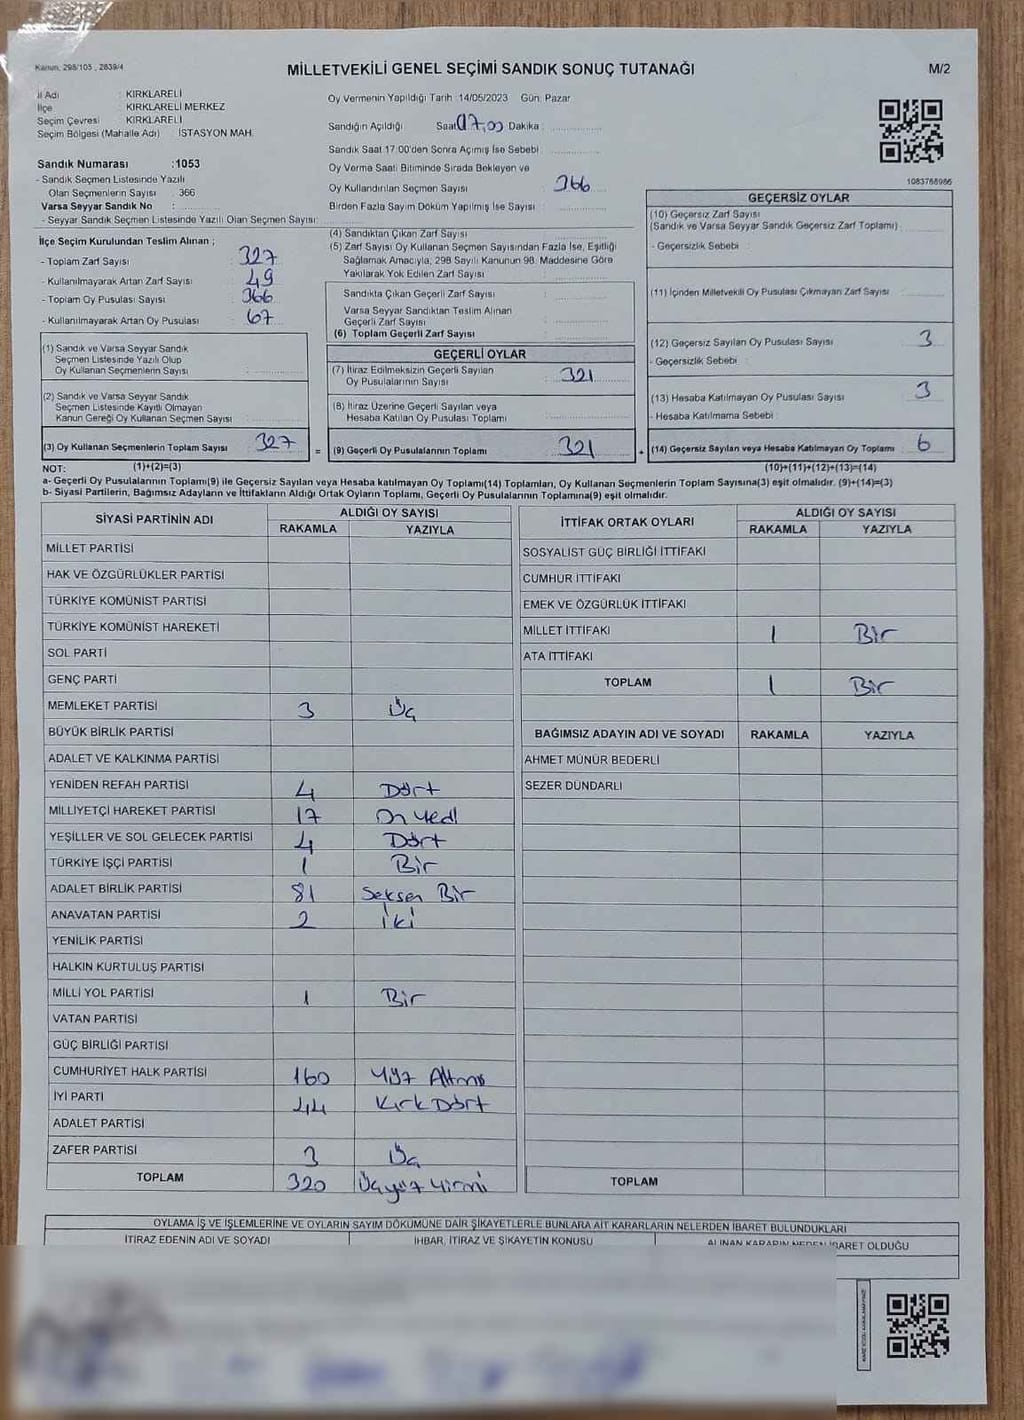 Kanun: 298/105 , 2839/4
MİLLETVEKİLİ GENEL SEÇİMİ SANDIK SONUÇ TUTANAĞI
M/2
İl Adı : KIRKLARELİ
İlçe : KIRKLARELİ MERKEZ
Seçim Çevresi : KIRKLARELİ
Seçim Bölgesi (Mahalle Adı) : İSTASYON MAH.
Oy Vermenin Yapıldığı Tarih :14/05/2023 Gün: Pazar
Sandığın Açıldığı Saat 17,00 Dakika :
Sandık Saat 17:00'den Sonra Açımış İse Sebebi :
Oy Verme Saati Bitiminde Sırada Bekleyen ve
Oy Kullandırılan Seçmen Sayısı : 366
Birden Fazla Sayım Döküm Yapılmış İse Sayısı :
Sandık Numarası :1053
- Sandık Seçmen Listesinde Yazılı
Olan Seçmenlerin Sayısı : 366
Varsa Seyyar Sandık No :
- Seyyar Sandık Seçmen Listesinde Yazılı Olan Seçmen Sayısı:
1083768986
İlçe Seçim Kurulundan Teslim Alınan ;
- Toplam Zarf Sayısı : 327
- Kullanılmayarak Artan Zarf Sayısı : 49
- Toplam Oy Pusulası Sayısı : 366
- Kullanılmayarak Artan Oy Pusulası : 67
(1) Sandık ve Varsa Seyyar Sandık
Seçmen Listesinde Yazılı Olup
Oy Kullanan Seçmenlerin Sayısı :
(2) Sandık ve Varsa Seyyar Sandık
Seçmen Listesinde Kayıtlı Olmayan
Kanun Gereği Oy Kullanan Seçmen Sayısı :
(3) Oy Kullanan Seçmenlerin Toplam Sayısı : 327
(1)+(2)=(3)
(4) Sandıktan Çıkan Zarf Sayısı :
(5) Zarf Sayısı Oy Kullanan Seçmen Sayısından Fazla İse, Eşitliği
Sağlamak Amacıyla, 298 Sayılı Kanunun 98. Maddesine Göre
Yakılarak Yok Edilen Zarf Sayısı :
Sandıkta Çıkan Geçerli Zarf Sayısı :
Varsa Seyyar Sandıktan Teslim Alınan
Geçerli Zarf Sayısı :
(6) Toplam Geçerli Zarf Sayısı :
GEÇERLİ OYLAR
(7) İtiraz Edilmeksizin Geçerli Sayılan
Oy Pusulalarının Sayısı : 321
(8) İtiraz Üzerine Geçerli Sayılan veya
Hesaba Katılan Oy Pusulası Toplamı :
= (9) Geçerli Oy Pusulalarının Toplamı : 321
GEÇERSİZ OYLAR
(10) Geçersiz Zarf Sayısı
(Sandık ve Varsa Seyyar Sandık Geçersiz Zarf Toplamı) :
- Geçersizlik Sebebi :
(11) İçinden Milletvekili Oy Pusulası Çıkmayan Zarf Sayısı :
(12) Geçersiz Sayılan Oy Pusulası Sayısı : 3
- Geçersizlik Sebebi :
(13) Hesaba Katılmayan Oy Pusulası Sayısı : 3
- Hesaba Katılmama Sebebi :
+ (14) Geçersiz Sayılan veya Hesaba Katılmayan Oy Toplamı : 6
(10)+(11)+(12)+(13)=(14)
NOT:
a- Geçerli Oy Pusulalarının Toplamı(9) ile Geçersiz Sayılan veya Hesaba Katılmayan Oy Toplamı(14) Toplamları, Oy Kullanan Seçmenlerin Toplam Sayısına(3) eşit olmalıdır. (9)+(14)=(3)
b- Siyasi Partilerin, Bağımsız Adayların ve İttifakların Aldığı Ortak Oyların Toplamı, Geçerli Oy Pusulalarının Toplamına(9) eşit olmalıdır.
SİYASİ PARTİNİN ADI ALDIĞI OY SAYISI
RAKAMLA YAZIYLA
MİLLET PARTİSİ
HAK VE ÖZGÜRLÜKLER PARTİSİ
TÜRKİYE KOMÜNİST PARTİSİ
TÜRKİYE KOMÜNİST HAREKETİ
SOL PARTİ
GENÇ PARTİ
MEMLEKET PARTİSİ 3 Üç
BÜYÜK BİRLİK PARTİSİ
ADALET VE KALKINMA PARTİSİ
YENİDEN REFAH PARTİSİ 4 Dört
MİLLİYETÇİ HAREKET PARTİSİ 17 On Yedi
YEŞİLLER VE SOL GELECEK PARTİSİ 4 Dört
TÜRKİYE İŞÇİ PARTİSİ 1 Bir
ADALET BİRLİK PARTİSİ 81 Seksen Bir
ANAVATAN PARTİSİ 2 İki
YENİLİK PARTİSİ
HALKIN KURTULUŞ PARTİSİ
MİLLİ YOL PARTİSİ 1 Bir
VATAN PARTİSİ
GÜÇ BİRLİĞİ PARTİSİ
CUMHURİYET HALK PARTİSİ 160 Yüz Altmış
İYİ PARTİ 44 Kırk Dört
ADALET PARTİSİ
ZAFER PARTİSİ 3 Üç
TOPLAM 320 Üçyüz Yirmi
İTTİFAK ORTAK OYLARI ALDIĞI OY SAYISI
RAKAMLA YAZIYLA
SOSYALİST GÜÇ BİRLİĞİ İTTİFAKI
CUMHUR İTTİFAKI
EMEK VE ÖZGÜRLÜK İTTİFAKI
MİLLET İTTİFAKI 1 Bir
ATA İTTİFAKI
TOPLAM 1 Bir
BAĞIMSIZ ADAYIN ADI VE SOYADI RAKAMLA YAZIYLA
AHMET MÜNÜR BEDERLİ
SEZER DÜNDARLI
TOPLAM
OYLAMA İŞ VE İŞLEMLERİNE VE OYLARIN SAYIM DÖKÜMÜNE DAİR ŞİKAYETLERLE BUNLARA AİT KARARLARIN NELERDEN İBARET BULUNDUKLARI
İTİRAZ EDENİN ADI VE SOYADI İHBAR, İTİRAZ VE ŞİKAYETİN KONUSU ALINAN KARARIN NEDEN İBARET OLDUĞU